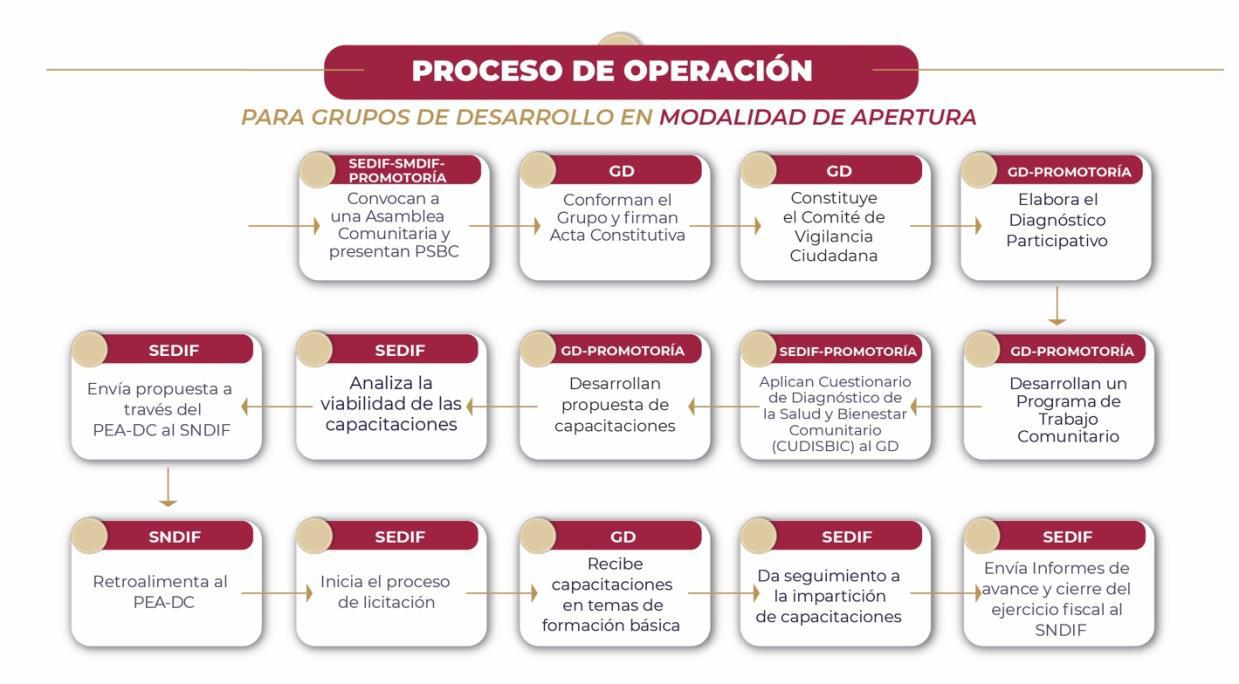 PROCESO DE OPERACIÓN
PARA GRUPOS DE DESARROLLO EN MODALIDAD DE APERTURA
SEDIF-SMDIF-
PROMOTORÍA
Convocan a
una Asamblea
Comunitaria y
presentan PSBC
GD
Conforman el
Grupo y firman
Acta Constitutiva
GD
Constituye
el Comité de
Vigilancia
Ciudadana
GD-PROMOTORÍA
Elabora el
Diagnóstico
Participativo
GD-PROMOTORÍA
Desarrollan un
Programa de
Trabajo
Comunitario
SEDIF-PROMOTORÍA
Aplican Cuestionario
de Diagnóstico de
la Salud y Bienestar
Comunitario
(CUDISBIC) al GD
GD-PROMOTORÍA
Desarrollan
propuesta de
capacitaciones
SEDIF
Analiza la
viabilidad de las
capacitaciones
SEDIF
Envía propuesta a
través del
PEA-DC al SNDIF
SNDIF
Retroalimenta al
PEA-DC
SEDIF
Inicia el proceso
de licitación
GD
Recibe
capacitaciones
en temas de
formación básica
SEDIF
Da seguimiento a
la impartición
de capacitaciones
SEDIF
Envía Informes de
avance y cierre del
ejercicio fiscal al
SNDIF